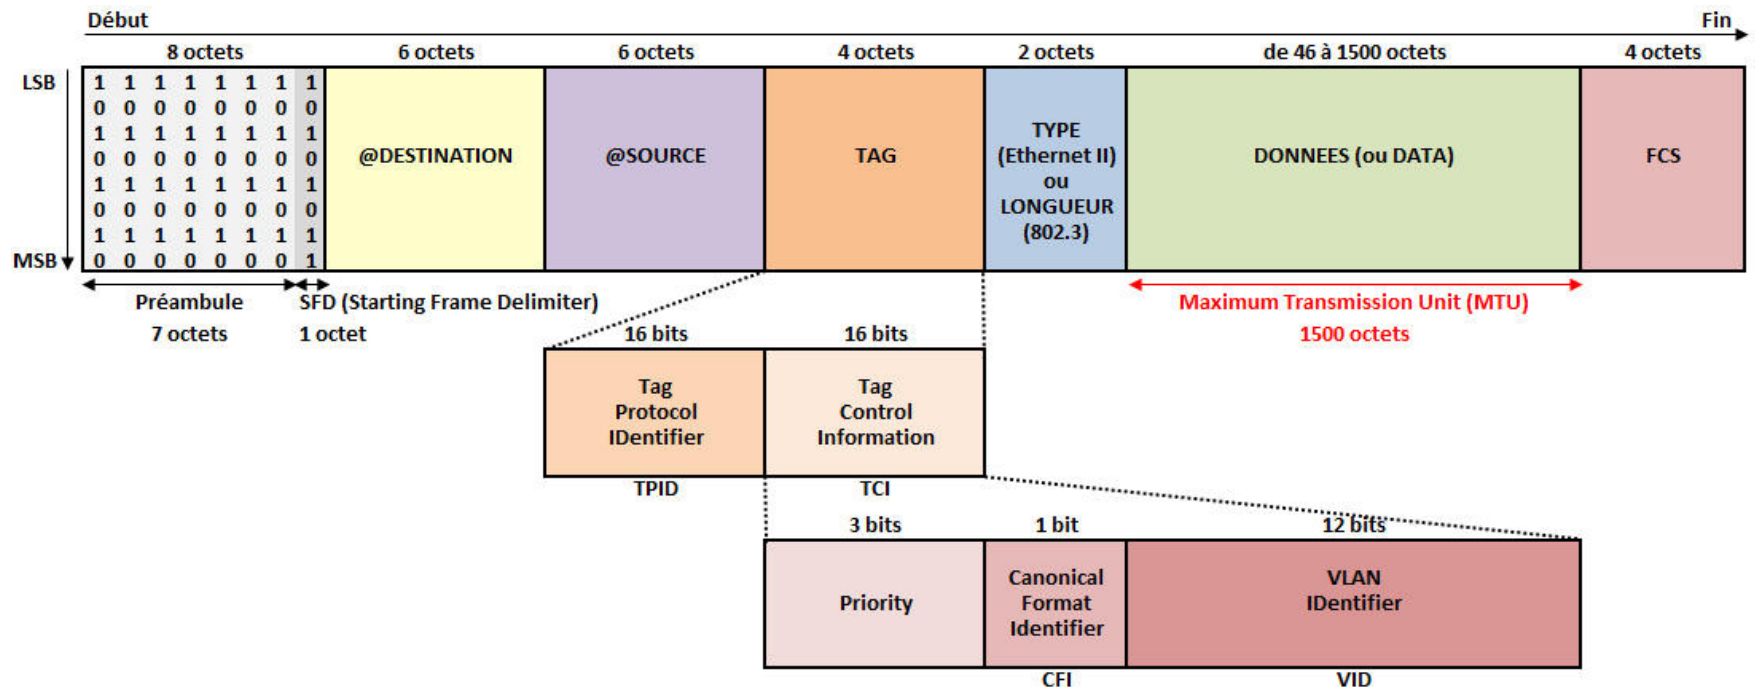 Début
Fin
8 octets 6 octets 6 octets 4 octets 2 octets de 46 à 1500 octets 4 octets
LSB
1 1 1 1 1 1 1 1
0 0 0 0 0 0 0 0
1 1 1 1 1 1 1 1
0 0 0 0 0 0 0 0
1 1 1 1 1 1 1 1
0 0 0 0 0 0 0 0
1 1 1 1 1 1 1 1
MSB
0 0 0 0 0 0 0 1
@DESTINATION
@SOURCE
TAG
TYPE
(Ethernet II)
ou
LONGUEUR
(802.3)
DONNEES (ou DATA)
FCS
Préambule
7 octets
SFD (Starting Frame Delimiter)
1 octet
Maximum Transmission Unit (MTU)
1500 octets
16 bits 16 bits
Tag
Protocol
IDentifier
Tag
Control
Information
TPID
TCI
3 bits 1 bit 12 bits
Priority
Canonical
Format
Identifier
VLAN
IDentifier
CFI
VID